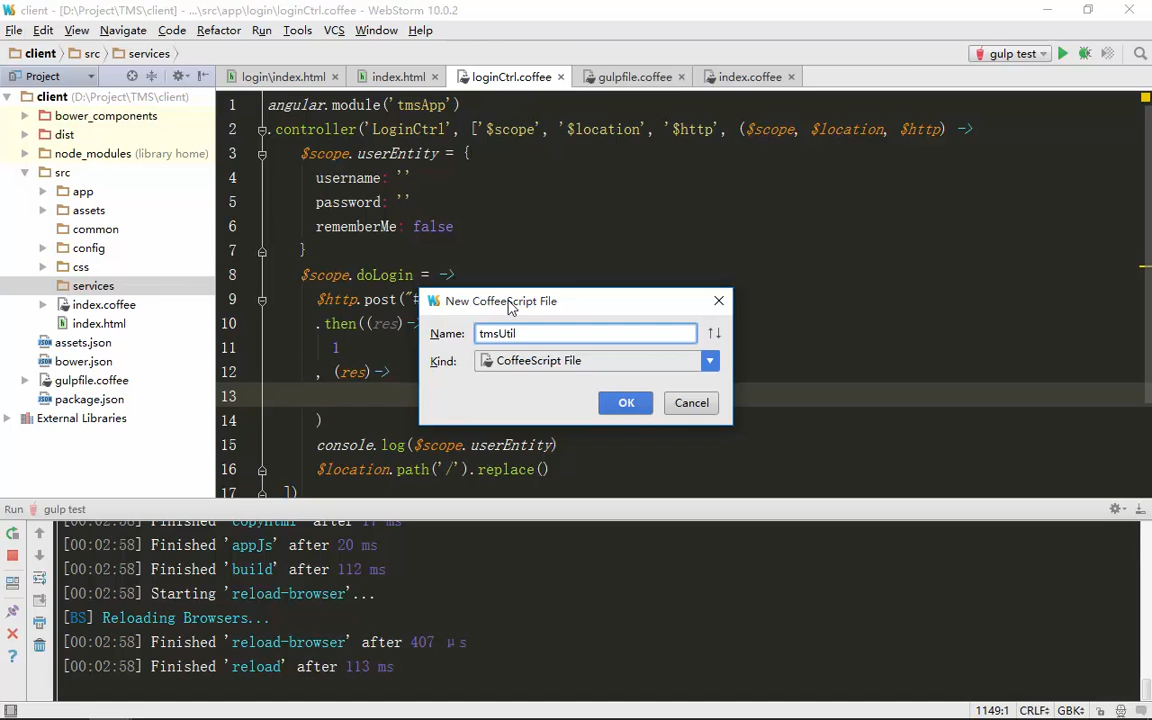 client - [D:\Project\TMS\client] - ...\src\app\login\loginCtrl.coffee - WebStorm 10.0.2
File Edit View Navigate Code Refactor Run Tools VCS Window Help
client src services gulp test
Project login\index.html index.html loginCtrl.coffee gulpfile.coffee index.coffee
client (D:\Project\TMS\client)
bower_components
dist
node_modules (library home)
src
app
assets
common
config
css
services
index.coffee
index.html
assets.json
bower.json
gulpfile.coffee
package.json
External Libraries
1 angular.module('tmsApp')
2 .controller('LoginCtrl', ['$scope', '$location', '$http', ($scope, $location, $http) ->
3 $scope.userEntity = {
4 username: ''
5 password: ''
6 rememberMe: false
7 }
8 $scope.doLogin = ->
9 $http.post("
10 .then((res)->
11 1
12 , (res)->
13
14 )
15 console.log($scope.userEntity)
16 $location.path('/').replace()
17 ])
New CoffeeScript File
Name: tmsUtil
Kind: CoffeeScript File
OK Cancel
Run gulp test
[00:02:58] Finished 'copyHtml' after 17 ms
[00:02:58] Finished 'appJs' after 20 ms
[00:02:58] Finished 'build' after 112 ms
[00:02:58] Starting 'reload-browser'...
[BS] Reloading Browsers...
[00:02:58] Finished 'reload-browser' after 407 μs
[00:02:58] Finished 'reload' after 113 ms
1149:1 CRLF÷ GBK÷